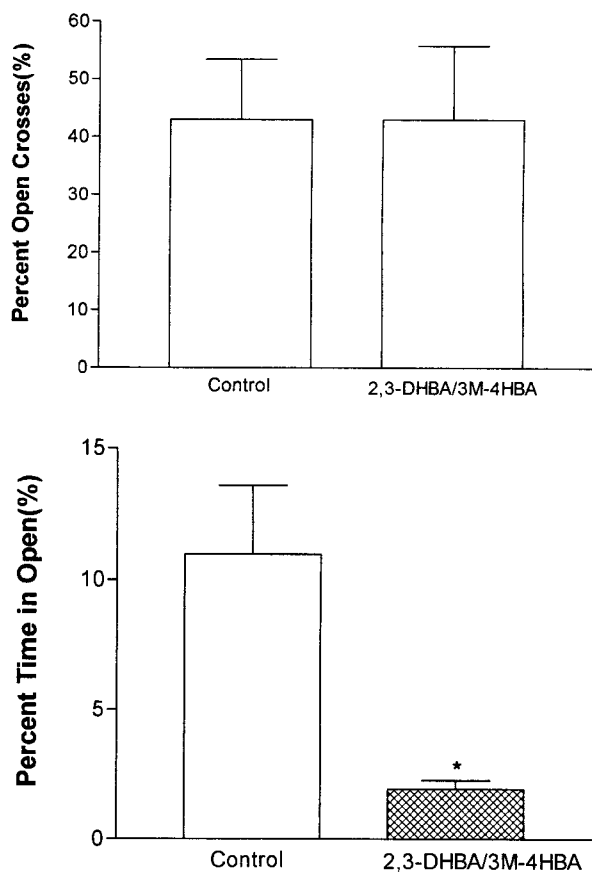 Percent Open Crosses(%)
60
50
40
30
20
10
0
Control
2,3-DHBA/3M-4HBA
Percent Time in Open(%)
15
10
5
0
*
Control
2,3-DHBA/3M-4HBA